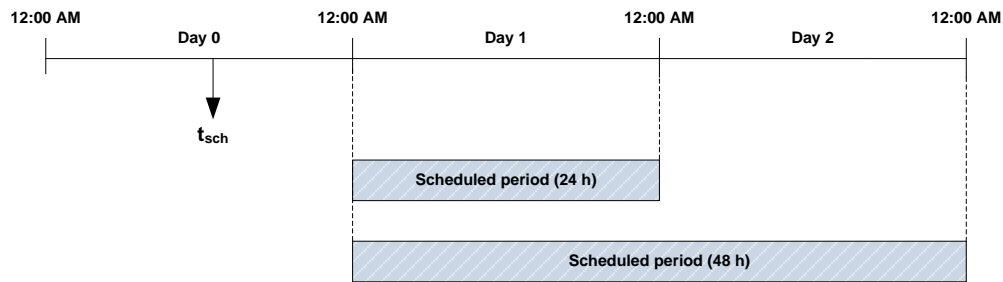 12:00 AM 12:00 AM 12:00 AM 12:00 AM
Day 0 Day 1 Day 2
tsch
Scheduled period (24 h)
Scheduled period (48 h)